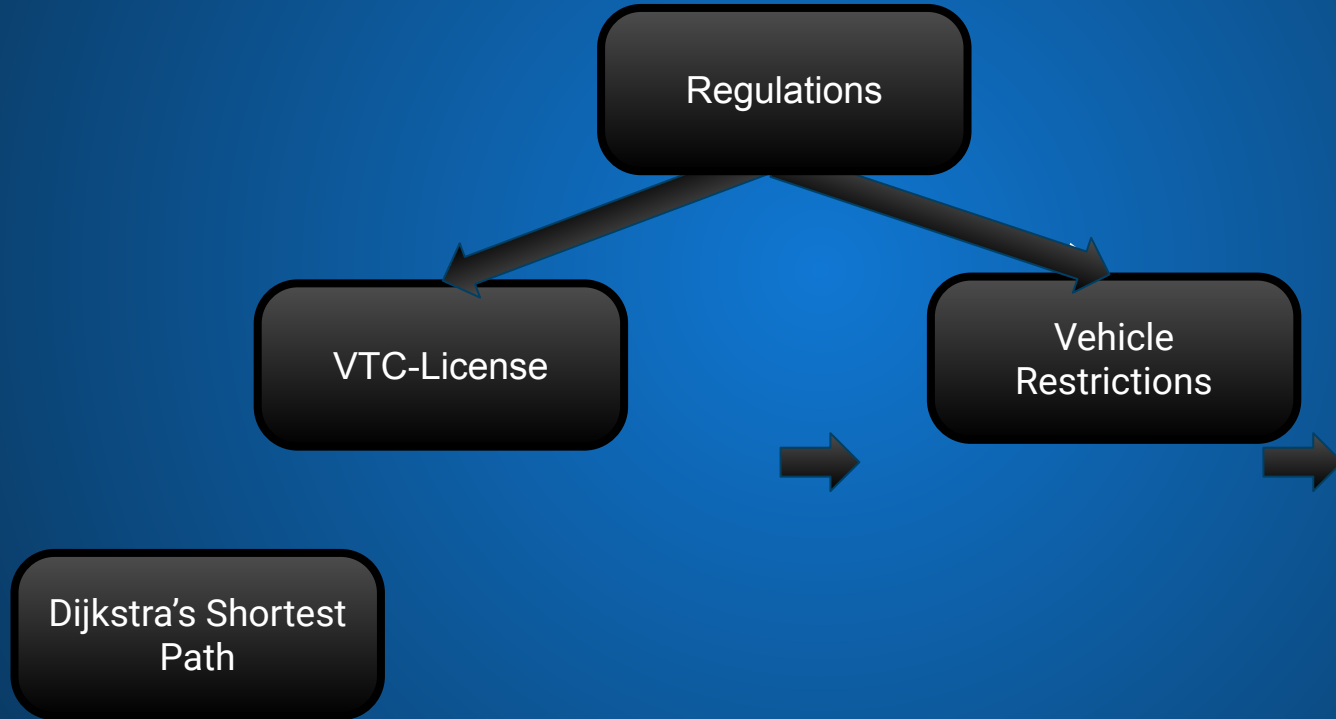 Regulations
VTC-License
Vehicle
Restrictions
Dijkstra’s Shortest
Path